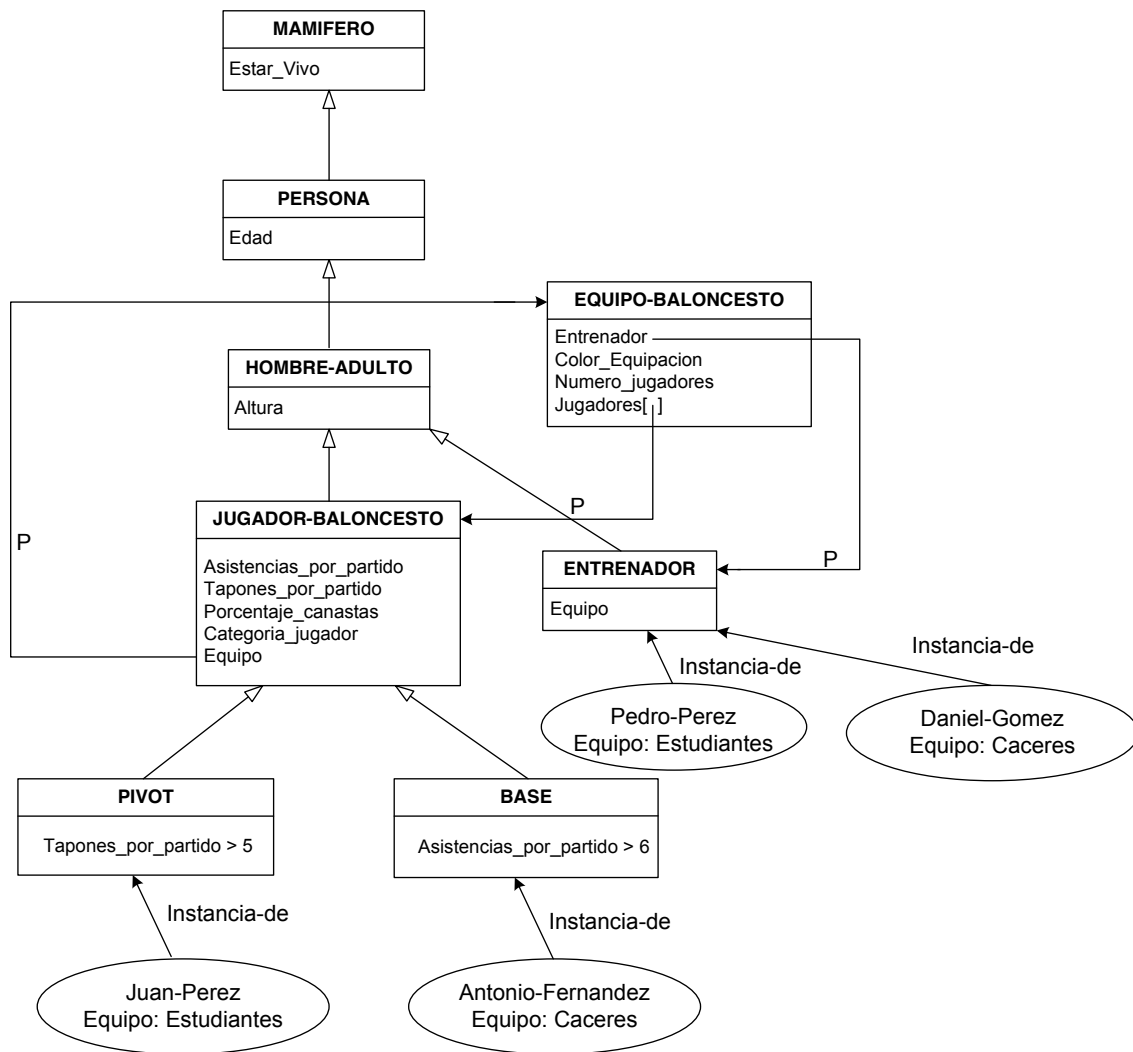 MAMIFERO
Estar_Vivo
PERSONA
Edad
EQUIPO-BALONCESTO
Entrenador
Color_Equipacion
Numero_jugadores
Jugadores[ ]
HOMBRE-ADULTO
Altura
P
P
P
JUGADOR-BALONCESTO
Asistencias_por_partido
Tapones_por_partido
Porcentaje_canastas
Categoria_jugador
Equipo
ENTRENADOR
Equipo
Instancia-de
Instancia-de
Pedro-Perez
Equipo: Estudiantes
Daniel-Gomez
Equipo: Caceres
PIVOT
Tapones_por_partido > 5
BASE
Asistencias_por_partido > 6
Instancia-de
Instancia-de
Juan-Perez
Equipo: Estudiantes
Antonio-Fernandez
Equipo: Caceres